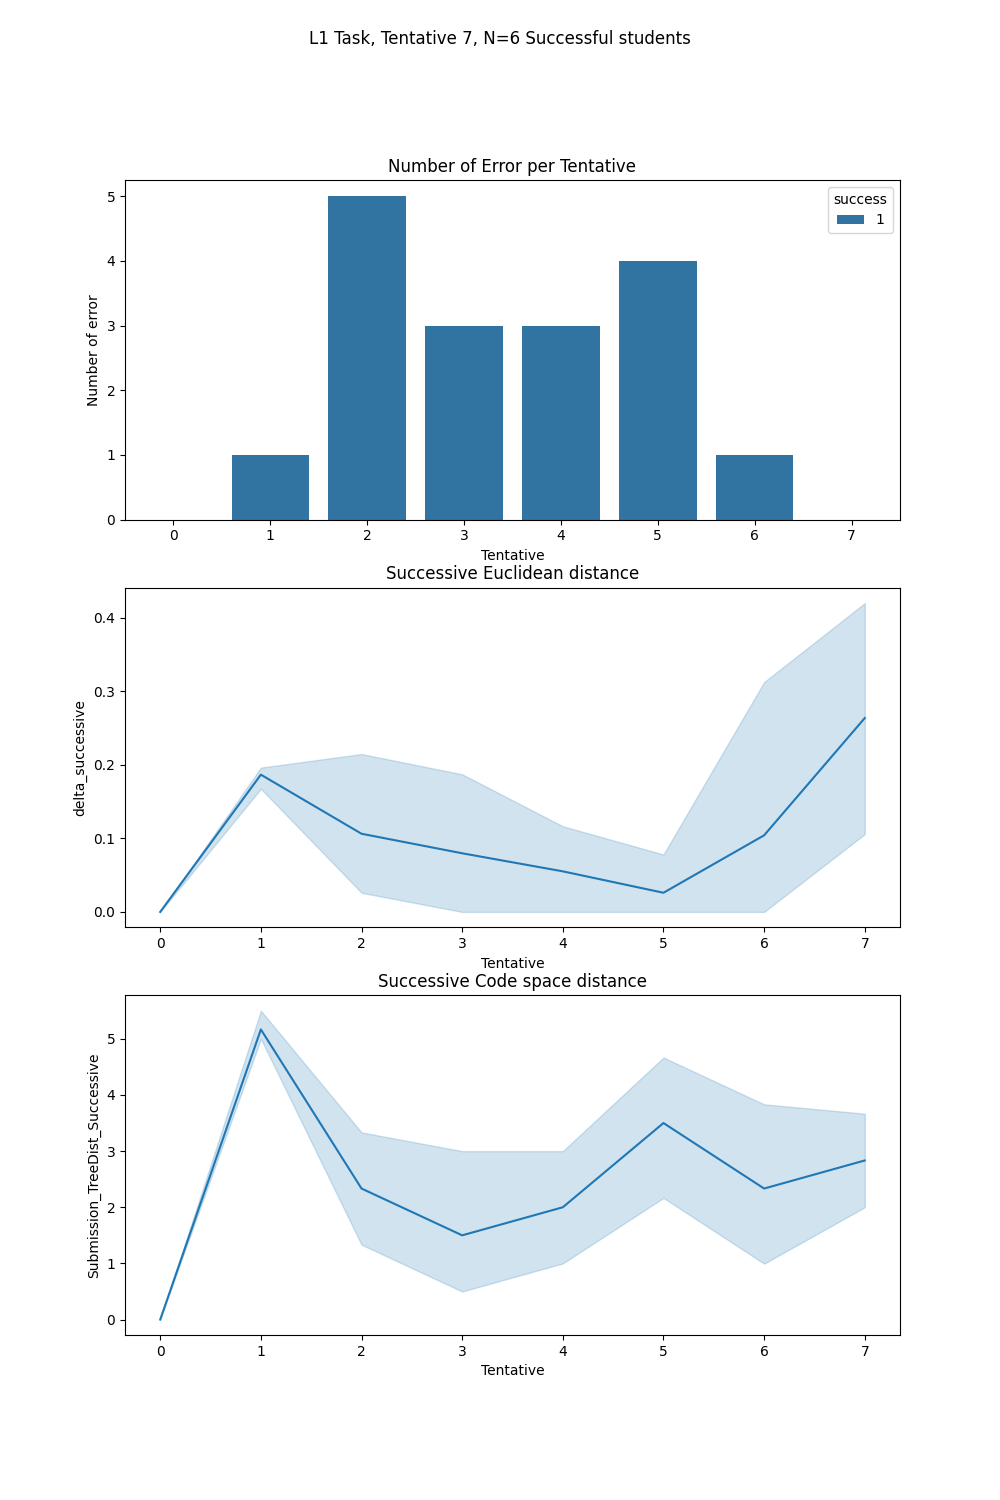 L1 Task, Tentative 7, N=6 Successful students
Number of Error per Tentative
success
1
Number of error
5
4
3
2
1
0
0 1 2 3 4 5 6 7
Tentative
Successive Euclidean distance
delta_successive
0.4
0.3
0.2
0.1
0.0
0 1 2 3 4 5 6 7
Tentative
Successive Code space distance
Submission_TreeDist_Successive
5
4
3
2
1
0
0 1 2 3 4 5 6 7
Tentative